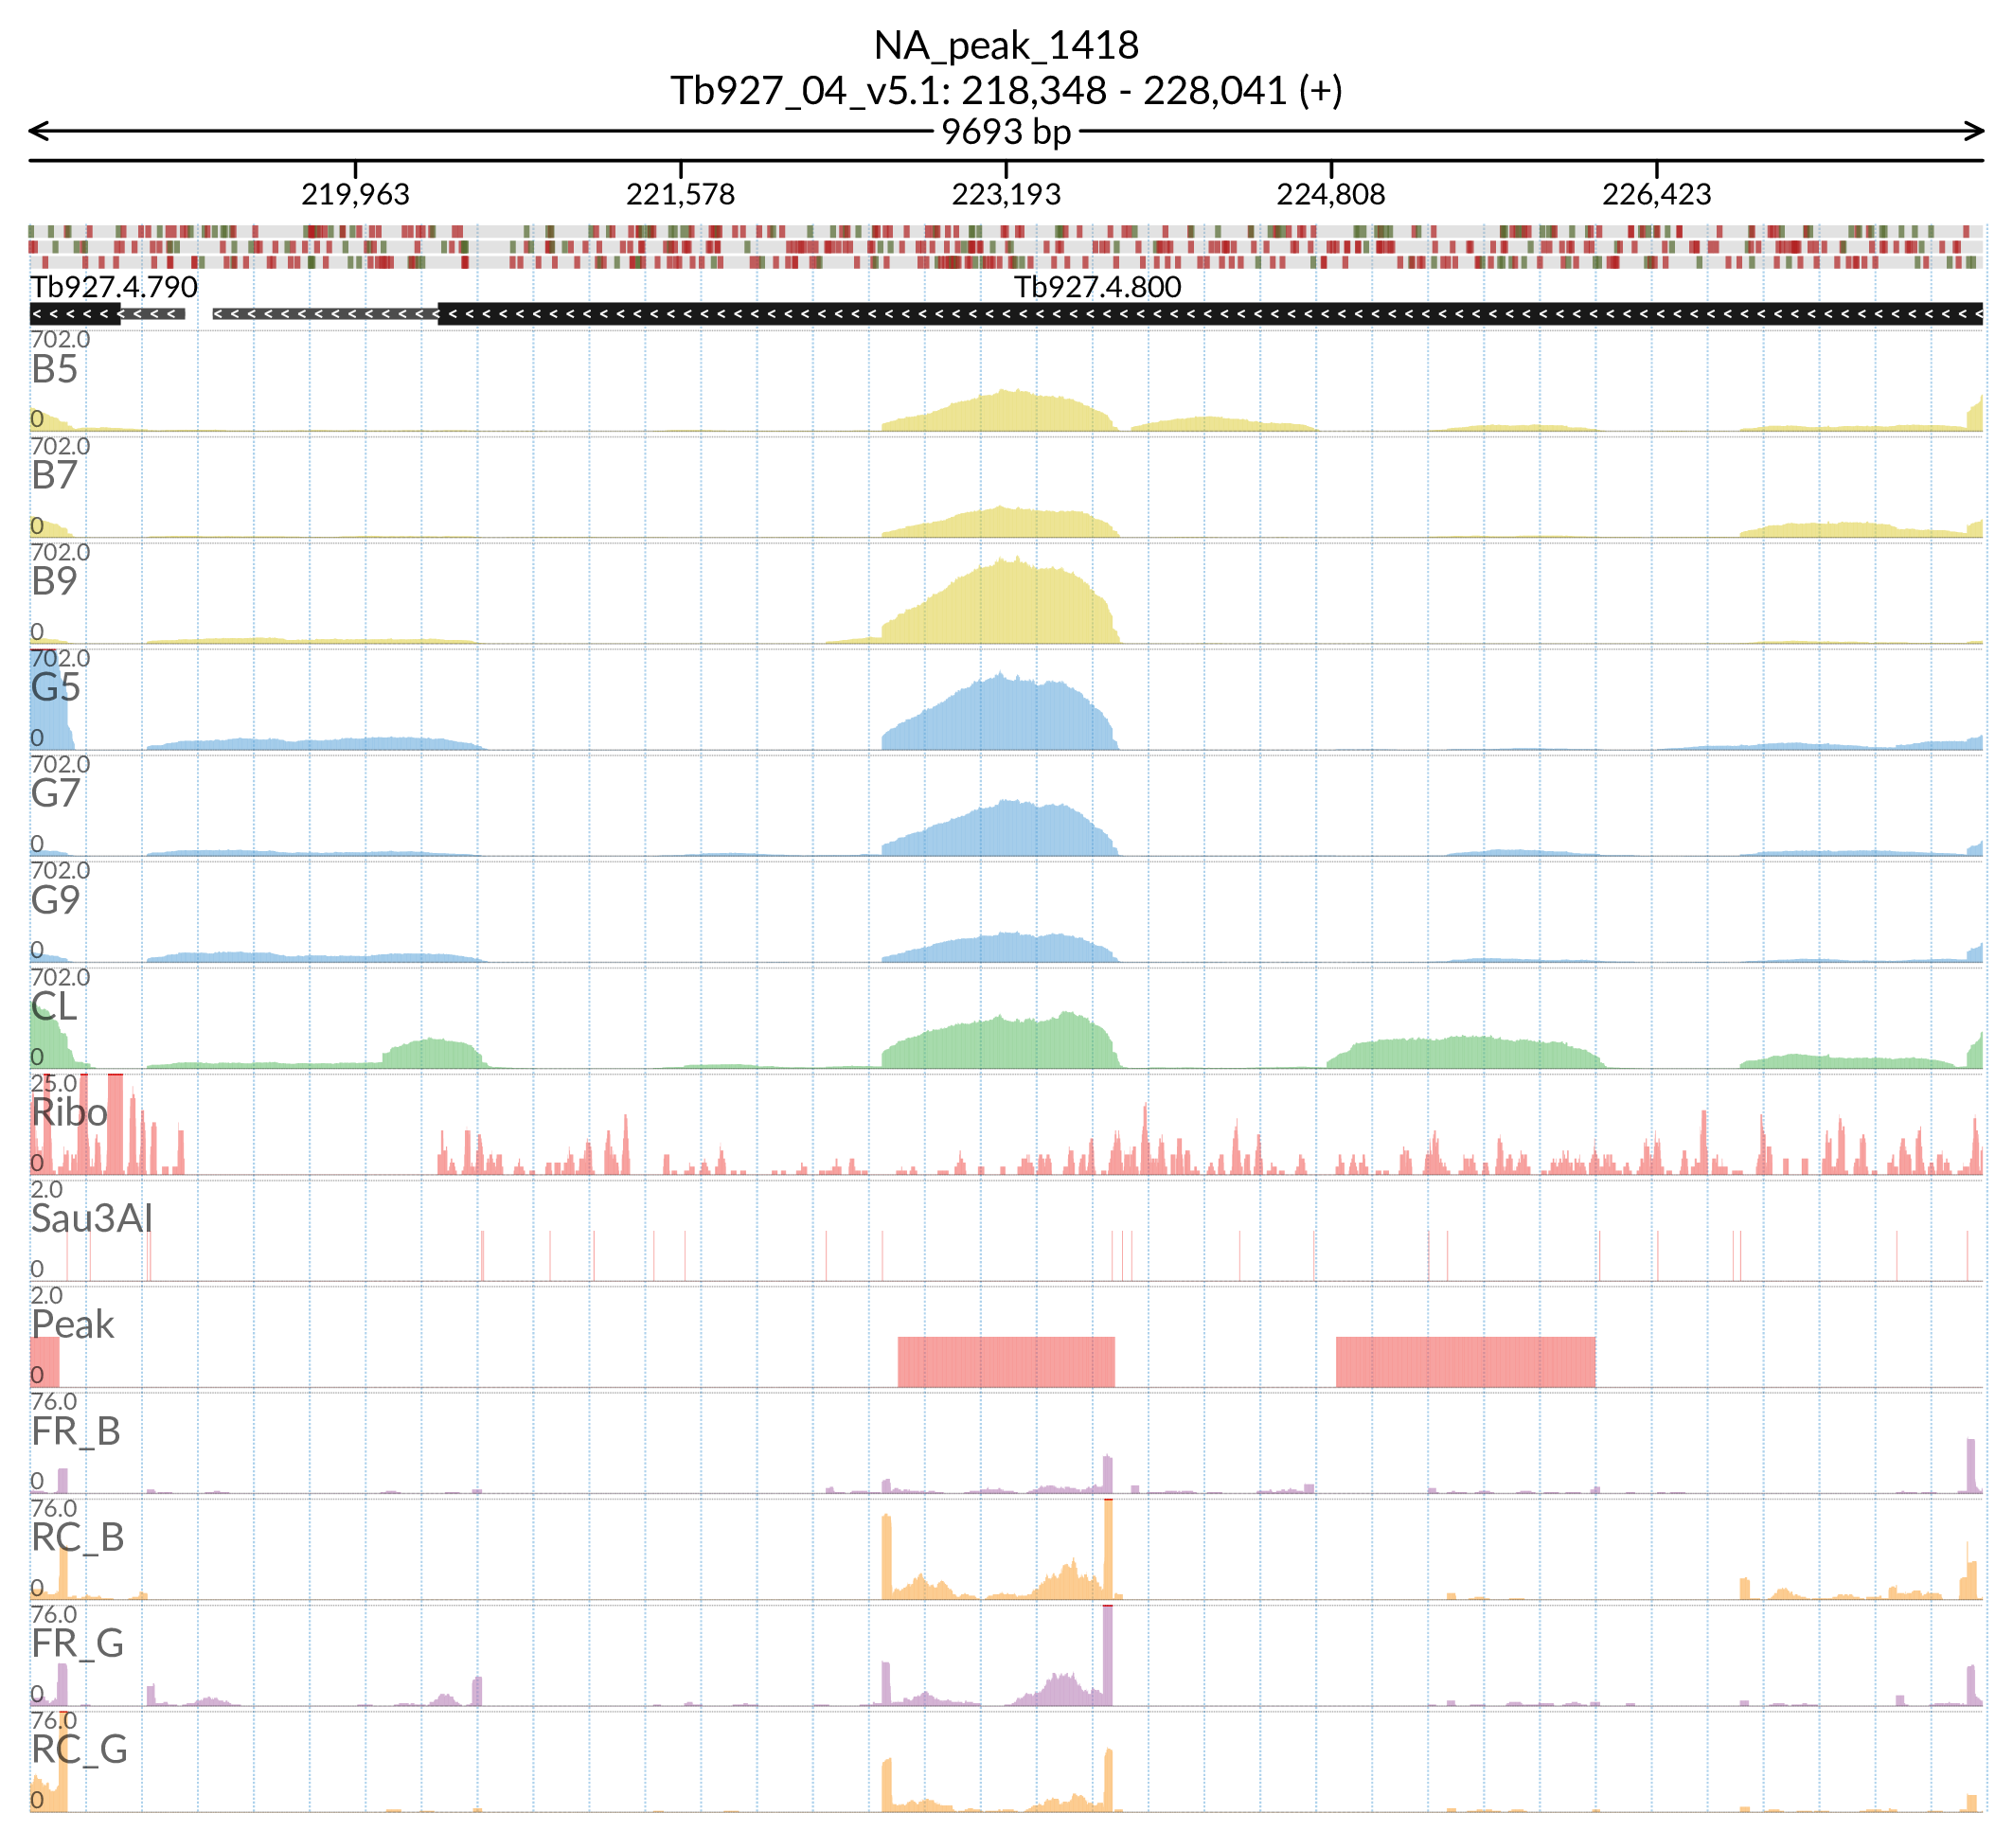 NA_peak_1418
Tb927_04_v5.1: 218,348 - 228,041 (+)
9693 bp
219,963 221,578 223,193 224,808 226,423
Tb927.4.790 Tb927.4.800
702.0
B5
0
702.0
B7
0
702.0
B9
0
702.0
G5
0
702.0
G7
0
702.0
G9
0
702.0
CL
0
25.0
Ribo
0
2.0
Sau3AI
0
2.0
Peak
0
76.0
FR_B
0
76.0
RC_B
0
76.0
FR_G
0
76.0
RC_G
0